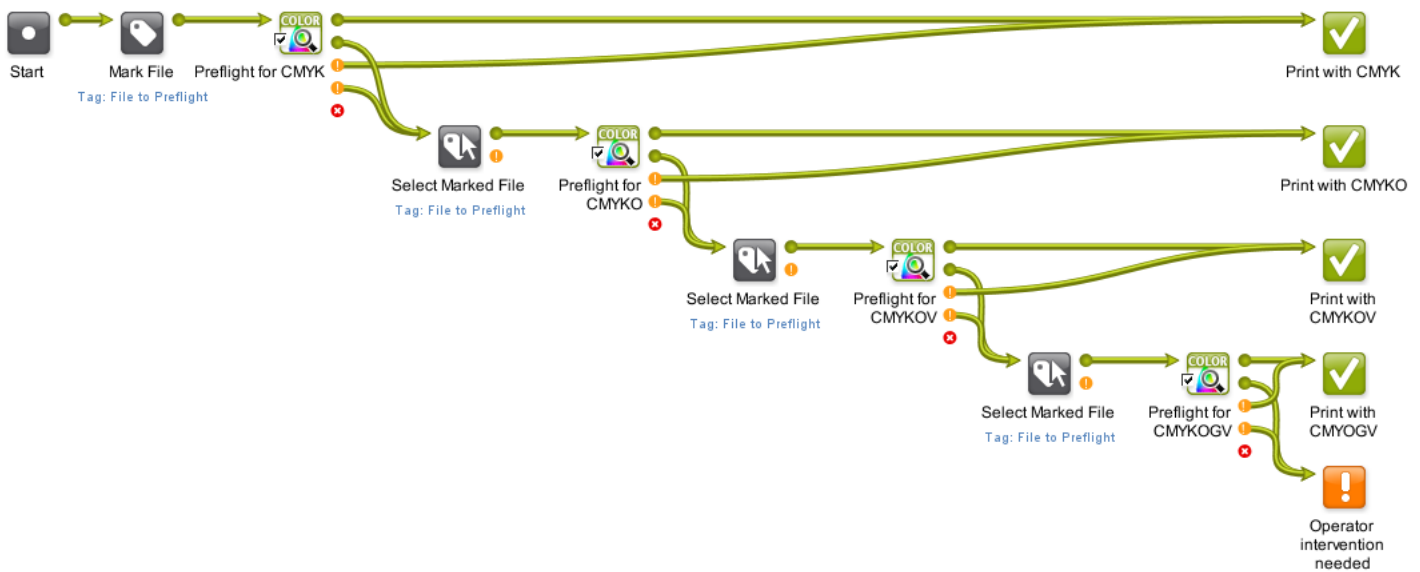 COLOR
Start
Mark File
Preflight for CMYK
Print with CMYK
Tag: File to Preflight
COLOR
Select Marked File
Preflight for
CMYKO
Print with CMYKO
Tag: File to Preflight
COLOR
Select Marked File
Preflight for
CMYKOV
Print with
CMYKOV
Tag: File to Preflight
COLOR
Select Marked File
Preflight for
CMYKOGV
Print with
CMYOGV
Tag: File to Preflight
Operator
intervention
needed